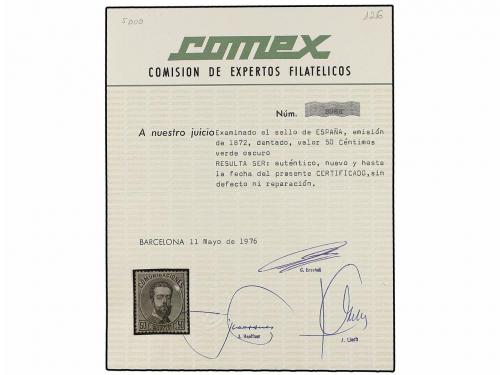 5000
126
comex
COMISION DE EXPERTOS FILATELICOS
Núm.
A nuestro juicio Examinado el sello de ESPAÑA, emisión
de 1872, dentado, valor 50 Céntimos
verde oscuro
RESULTA SER: auténtico, nuevo y hasta
la fecha del presente CERTIFICADO,sin
defecto ni reparación.
BARCELONA 11 Mayo de 1976
COMUNICACIONES
J. Lluch